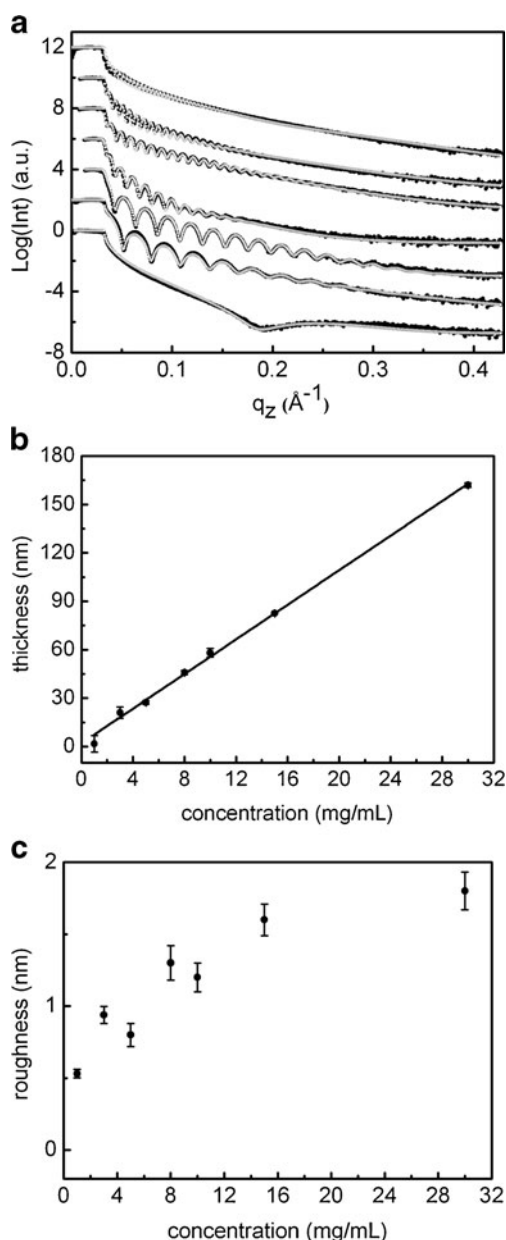 a
12
8
4
0
-4
-8
Log(Int) (a.u.)
0.0 0.1 0.2 0.3 0.4
q_z (Å⁻¹)
b
180
150
120
90
60
30
0
thickness (nm)
0 4 8 12 16 20 24 28 32
concentration (mg/mL)
c
2
1
0
roughness (nm)
0 4 8 12 16 20 24 28 32
concentration (mg/mL)